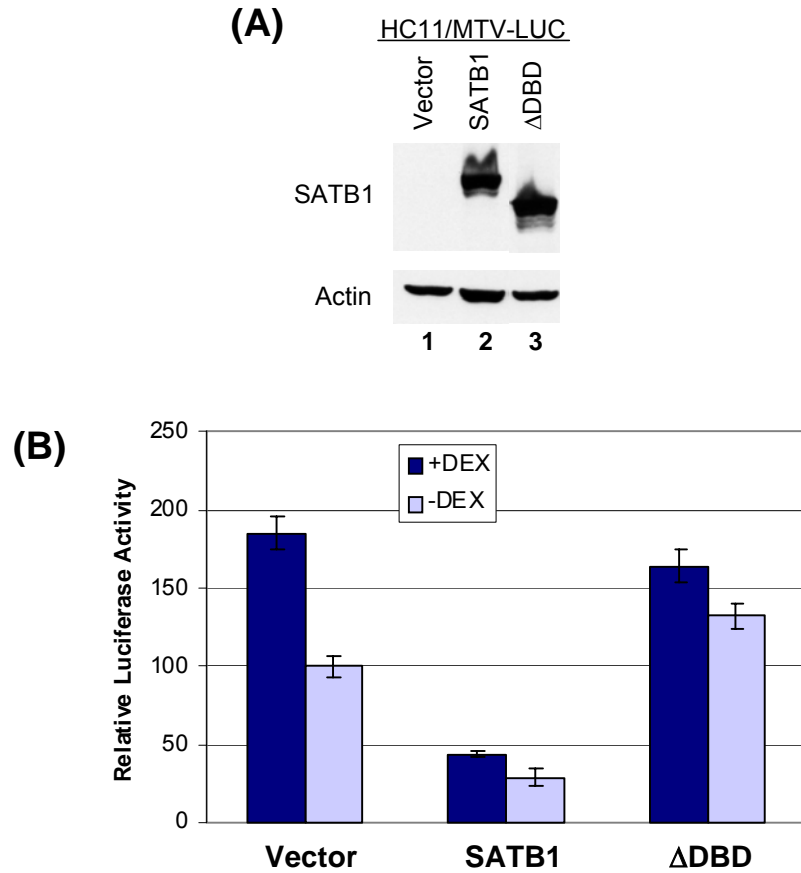 (A)
HC11/MTV-LUC
Vector
SATB1
ΔDBD
SATB1
Actin
1 2 3
(B)
Relative Luciferase Activity
250
200
150
100
50
0
+DEX
-DEX
Vector SATB1 ΔDBD